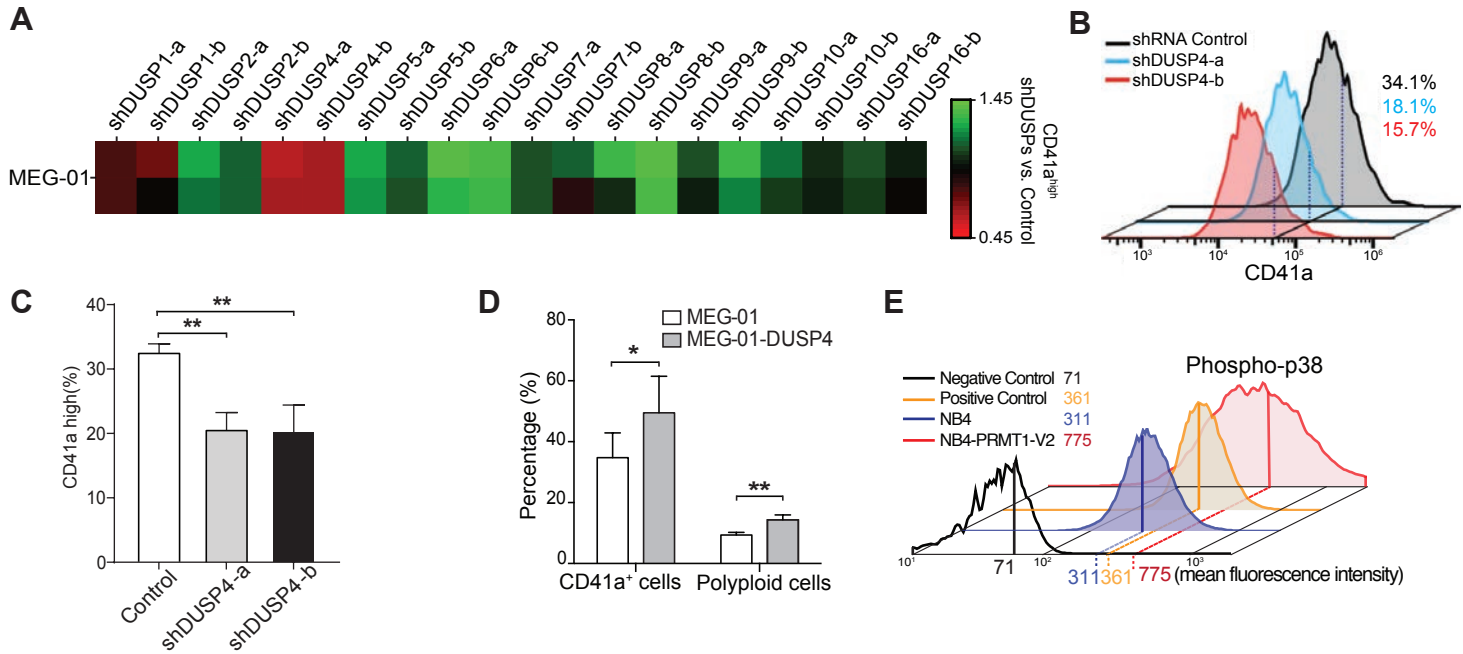 A
shDUSP1-a
shDUSP1-b
shDUSP2-a
shDUSP2-b
shDUSP4-a
shDUSP4-b
shDUSP5-a
shDUSP5-b
shDUSP6-a
shDUSP6-b
shDUSP7-a
shDUSP7-b
shDUSP8-a
shDUSP8-b
shDUSP9-a
shDUSP9-b
shDUSP10-a
shDUSP10-b
shDUSP16-a
shDUSP16-b
MEG-01
1.45
0.45
CD41a^high
shDUSPs vs. Control
B
shRNA Control
shDUSP4-a
shDUSP4-b
34.1%
18.1%
15.7%
10³ 10⁴ 10⁵ 10⁶
CD41a
C
CD41a high(%)
40
30
20
10
0
**
**
Control
shDUSP4-a
shDUSP4-b
D
Percentage (%)
80
60
40
20
0
MEG-01
MEG-01-DUSP4
*
**
CD41a⁺ cells
Polyploid cells
E
Phospho-p38
Negative Control 71
Positive Control 361
NB4 311
NB4-PRMT1-V2 775
10¹ 71 10² 10³
311 361 775 (mean fluorescence intensity)